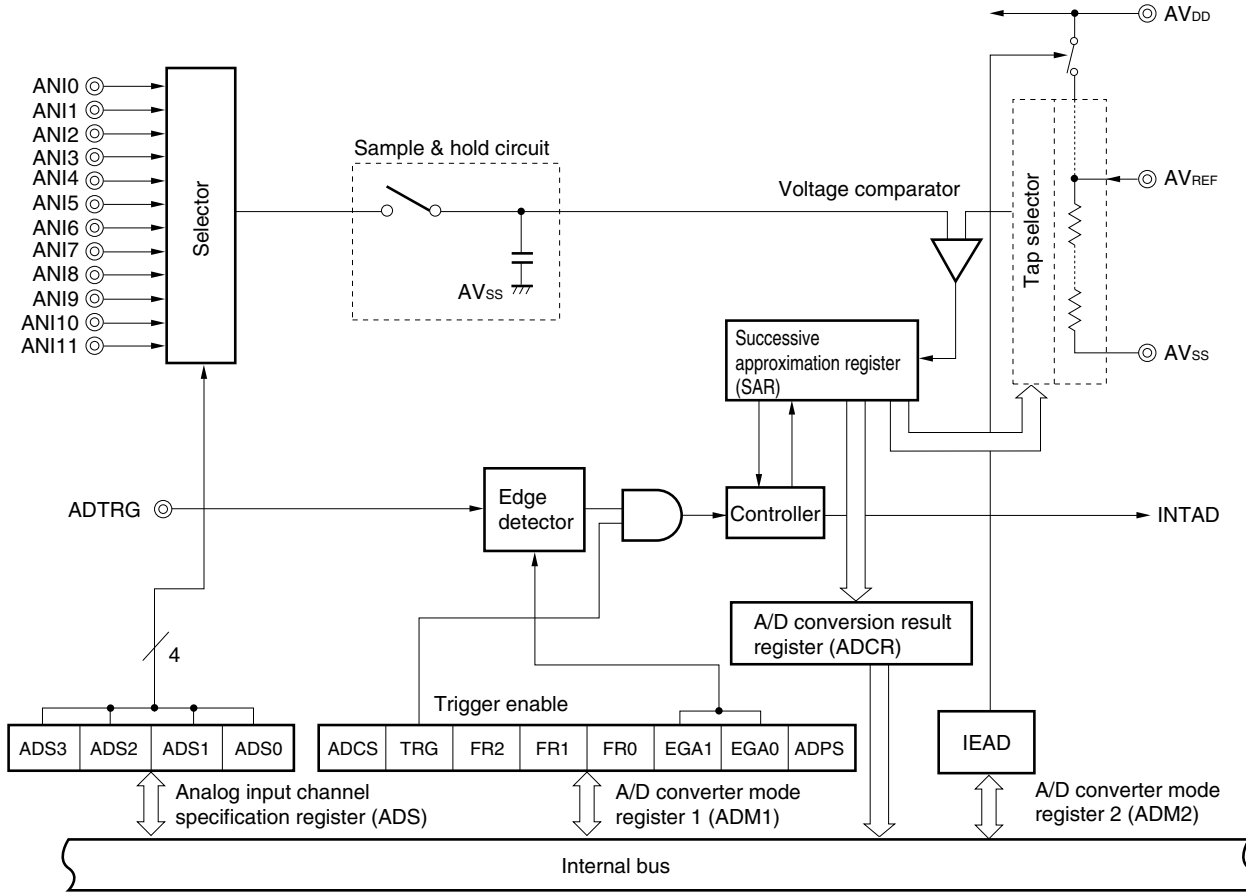 AVDD
ANI0
ANI1
ANI2
ANI3
ANI4
ANI5
ANI6
ANI7
ANI8
ANI9
ANI10
ANI11
Selector
Sample & hold circuit
AVSS
Voltage comparator
Tap selector
AVREF
AVSS
Successive
approximation register
(SAR)
ADTRG
Edge
detector
Controller
INTAD
A/D conversion result
register (ADCR)
4
Trigger enable
ADS3 ADS2 ADS1 ADS0
ADCS TRG FR2 FR1 FR0 EGA1 EGA0 ADPS
IEAD
Analog input channel
specification register (ADS)
A/D converter mode
register 1 (ADM1)
A/D converter mode
register 2 (ADM2)
Internal bus